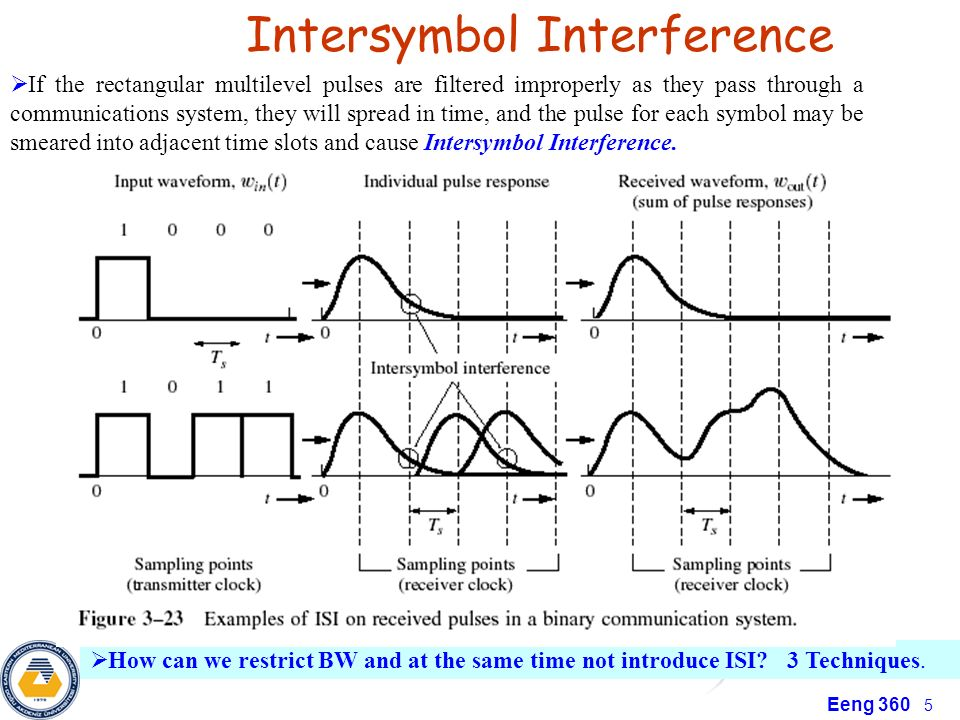 Intersymbol Interference
➢If the rectangular multilevel pulses are filtered improperly as they pass through a
communications system, they will spread in time, and the pulse for each symbol may be
smeared into adjacent time slots and cause Intersymbol Interference.
Input waveform, w_in(t)
Individual pulse response
Received waveform, w_out(t)
(sum of pulse responses)
1 0 0 0
0
t
0
t
0
t
T_s
Intersymbol interference
1 0 1 1
0
t
0
t
0
t
T_s
T_s
Sampling points
(transmitter clock)
Sampling points
(receiver clock)
Sampling points
(receiver clock)
Figure 3–23 Examples of ISI on received pulses in a binary communication system.
➢How can we restrict BW and at the same time not introduce ISI? 3 Techniques.
Eeng 360 5